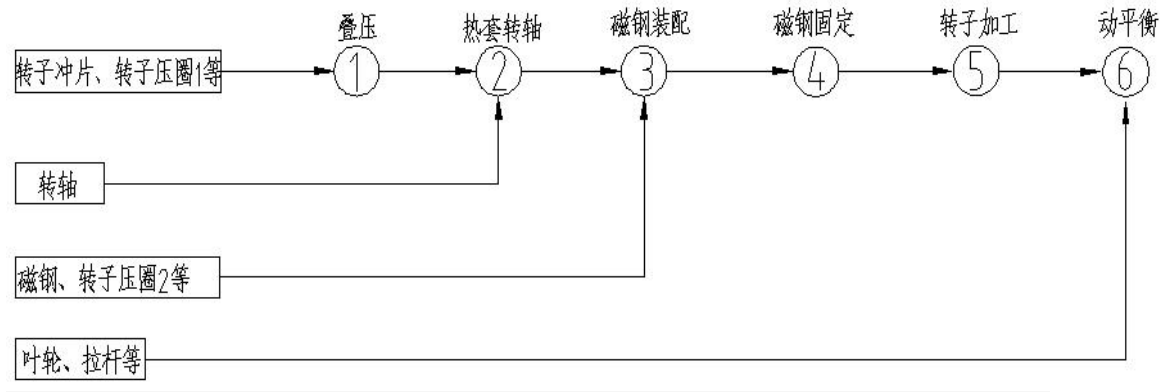 叠压
热套转轴
磁钢装配
磁钢固定
转子加工
动平衡
转子冲片、转子压圈1等
1
2
3
4
5
6
转轴
磁钢、转子压圈2等
叶轮、拉杆等